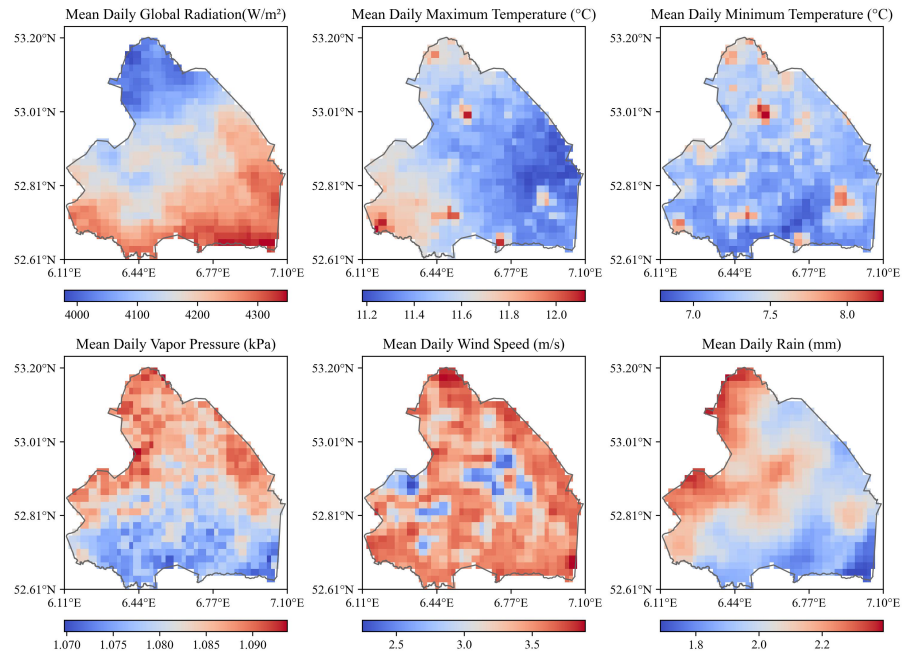 Mean Daily Global Radiation(W/m²)
Mean Daily Maximum Temperature (°C)
Mean Daily Minimum Temperature (°C)
53.20°N
53.01°N
52.81°N
52.61°N
6.11°E 6.44°E 6.77°E 7.10°E
4000 4100 4200 4300
53.20°N
53.01°N
52.81°N
52.61°N
6.11°E 6.44°E 6.77°E 7.10°E
11.2 11.4 11.6 11.8 12.0
53.20°N
53.01°N
52.81°N
52.61°N
6.11°E 6.44°E 6.77°E 7.10°E
7.0 7.5 8.0
Mean Daily Vapor Pressure (kPa)
Mean Daily Wind Speed (m/s)
Mean Daily Rain (mm)
53.20°N
53.01°N
52.81°N
52.61°N
6.11°E 6.44°E 6.77°E 7.10°E
1.070 1.075 1.080 1.085 1.090
53.20°N
53.01°N
52.81°N
52.61°N
6.11°E 6.44°E 6.77°E 7.10°E
2.5 3.0 3.5
53.20°N
53.01°N
52.81°N
52.61°N
6.11°E 6.44°E 6.77°E 7.10°E
1.8 2.0 2.2